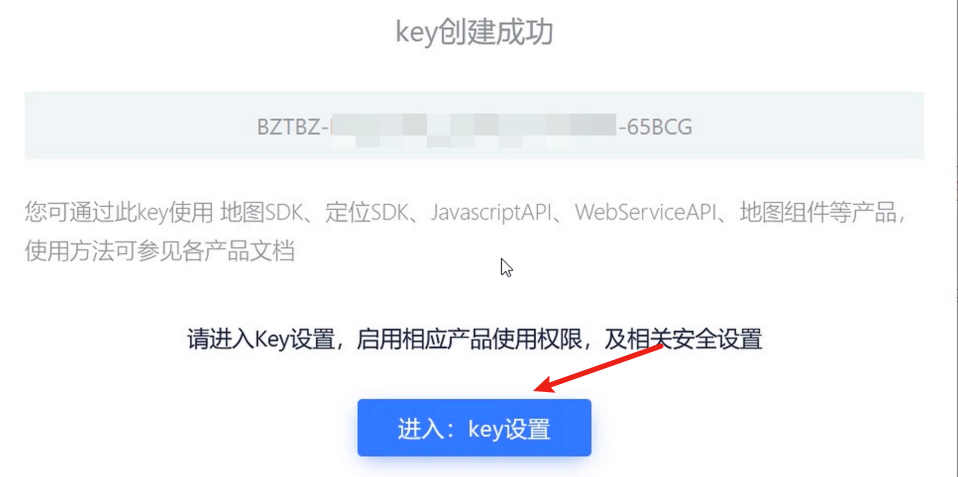 key创建成功
BZTBZ-
-65BCG
您可通过此key使用 地图SDK、定位SDK、JavascriptAPI、WebServiceAPI、地图组件等产品，
使用方法可参见各产品文档
请进入Key设置，启用相应产品使用权限，及相关安全设置
进入：key设置